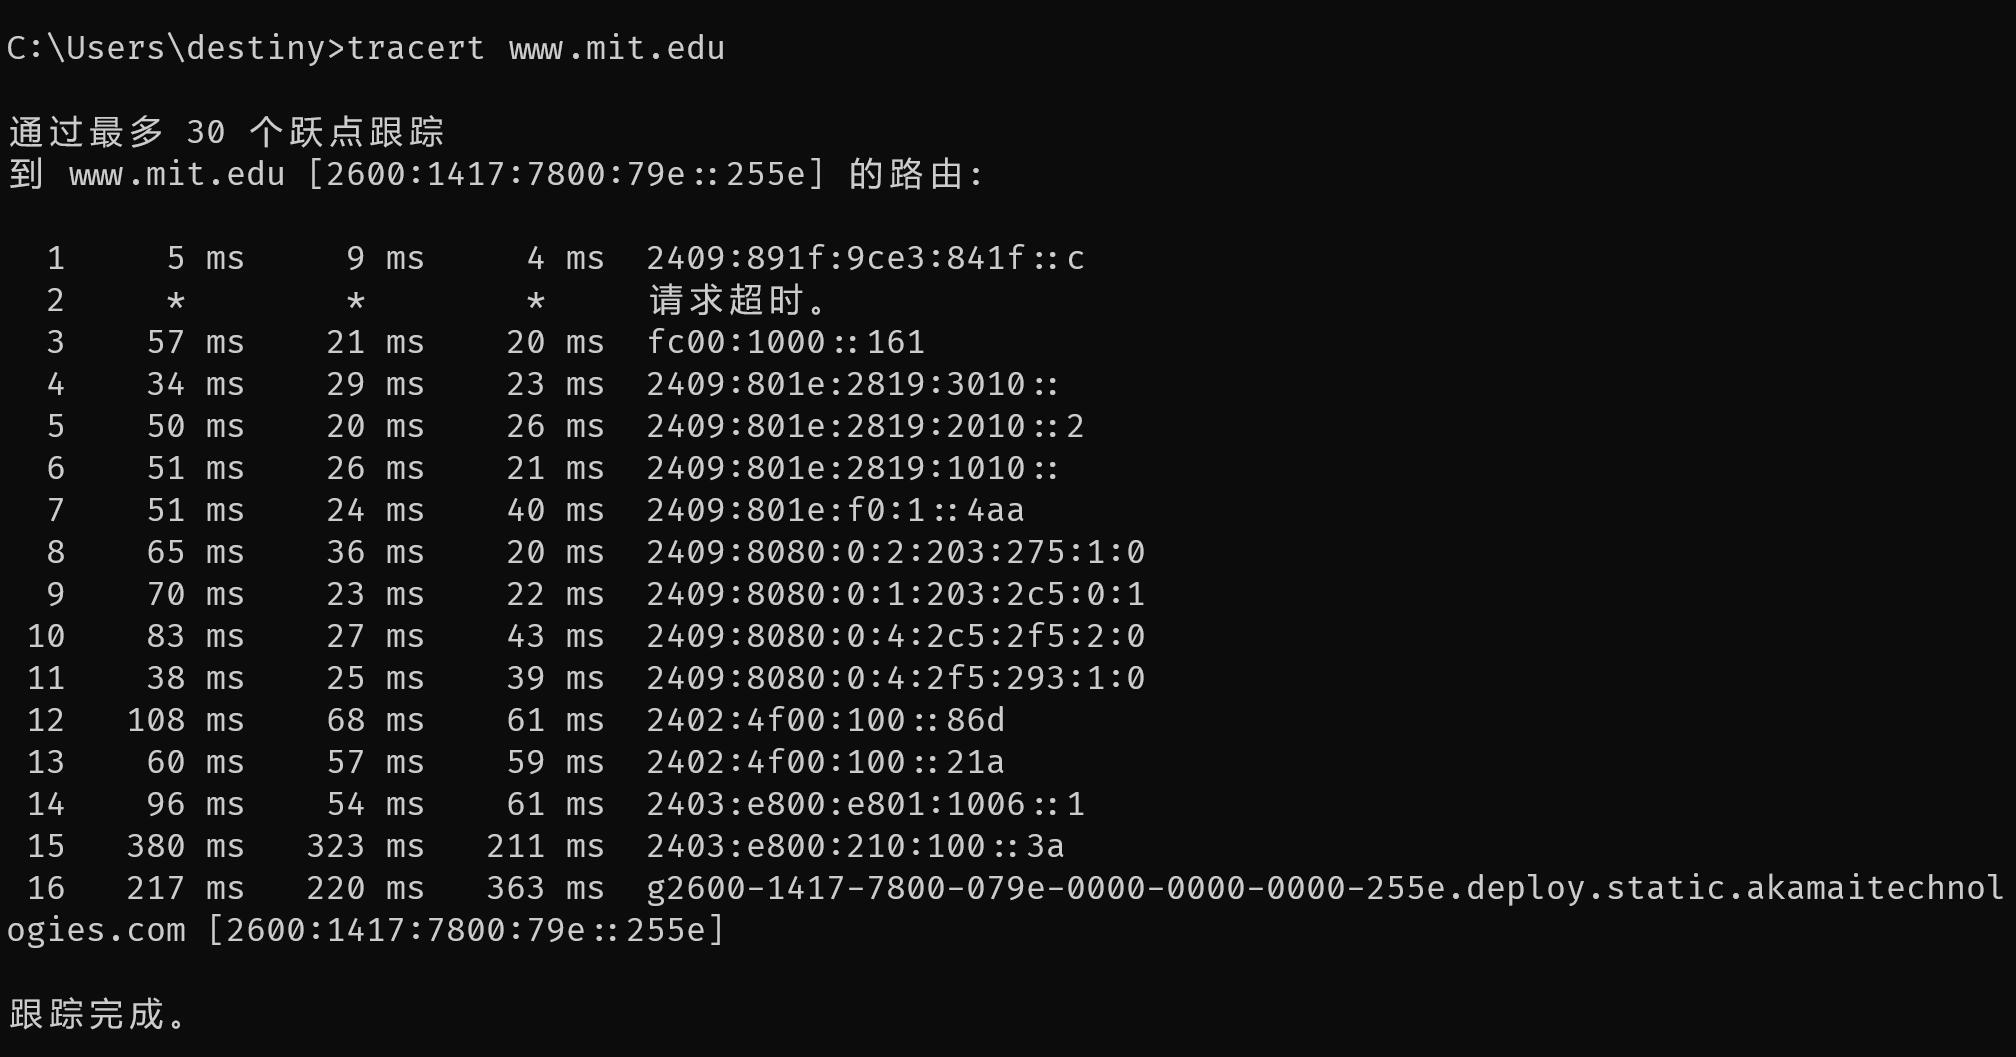 C:\Users\destiny>tracert www.mit.edu
通过最多 30 个跃点跟踪
到 www.mit.edu [2600:1417:7800:79e::255e] 的路由:
1 5 ms 9 ms 4 ms 2409:891f:9ce3:841f::c
2 * * * 请求超时。
3 57 ms 21 ms 20 ms fc00:1000::161
4 34 ms 29 ms 23 ms 2409:801e:2819:3010::
5 50 ms 20 ms 26 ms 2409:801e:2819:2010::2
6 51 ms 26 ms 21 ms 2409:801e:2819:1010::
7 51 ms 24 ms 40 ms 2409:801e:f0:1::4aa
8 65 ms 36 ms 20 ms 2409:8080:0:2:203:275:1:0
9 70 ms 23 ms 22 ms 2409:8080:0:1:203:2c5:0:1
10 83 ms 27 ms 43 ms 2409:8080:0:4:2c5:2f5:2:0
11 38 ms 25 ms 39 ms 2409:8080:0:4:2f5:293:1:0
12 108 ms 68 ms 61 ms 2402:4f00:100::86d
13 60 ms 57 ms 59 ms 2402:4f00:100::21a
14 96 ms 54 ms 61 ms 2403:e800:e801:1006::1
15 380 ms 323 ms 211 ms 2403:e800:210:100::3a
16 217 ms 220 ms 363 ms g2600-1417-7800-079e-0000-0000-0000-255e.deploy.static.akamaitechnol
ogies.com [2600:1417:7800:79e::255e]
跟踪完成。